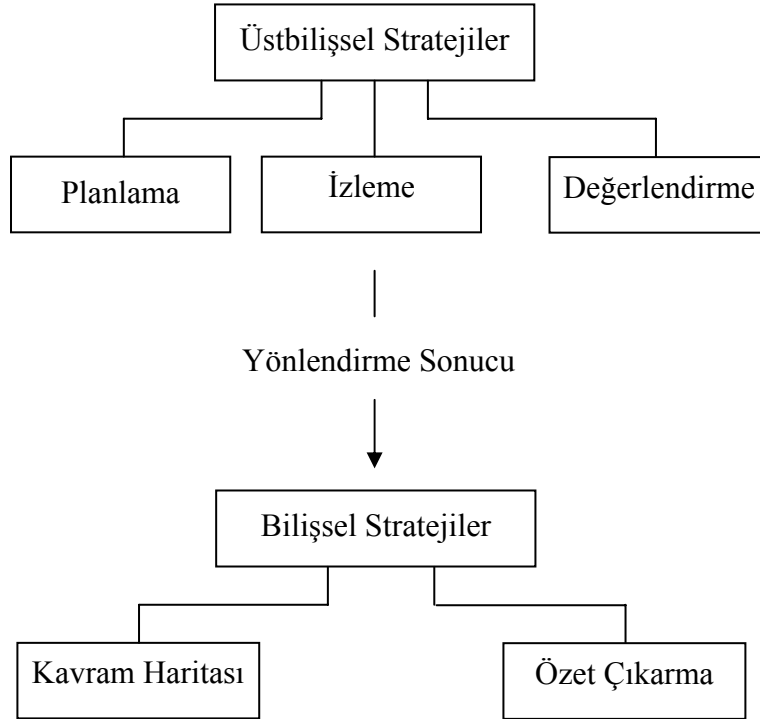 Üstbilişsel Stratejiler
Planlama
İzleme
Değerlendirme
Yönlendirme Sonucu
Bilişsel Stratejiler
Kavram Haritası
Özet Çıkarma